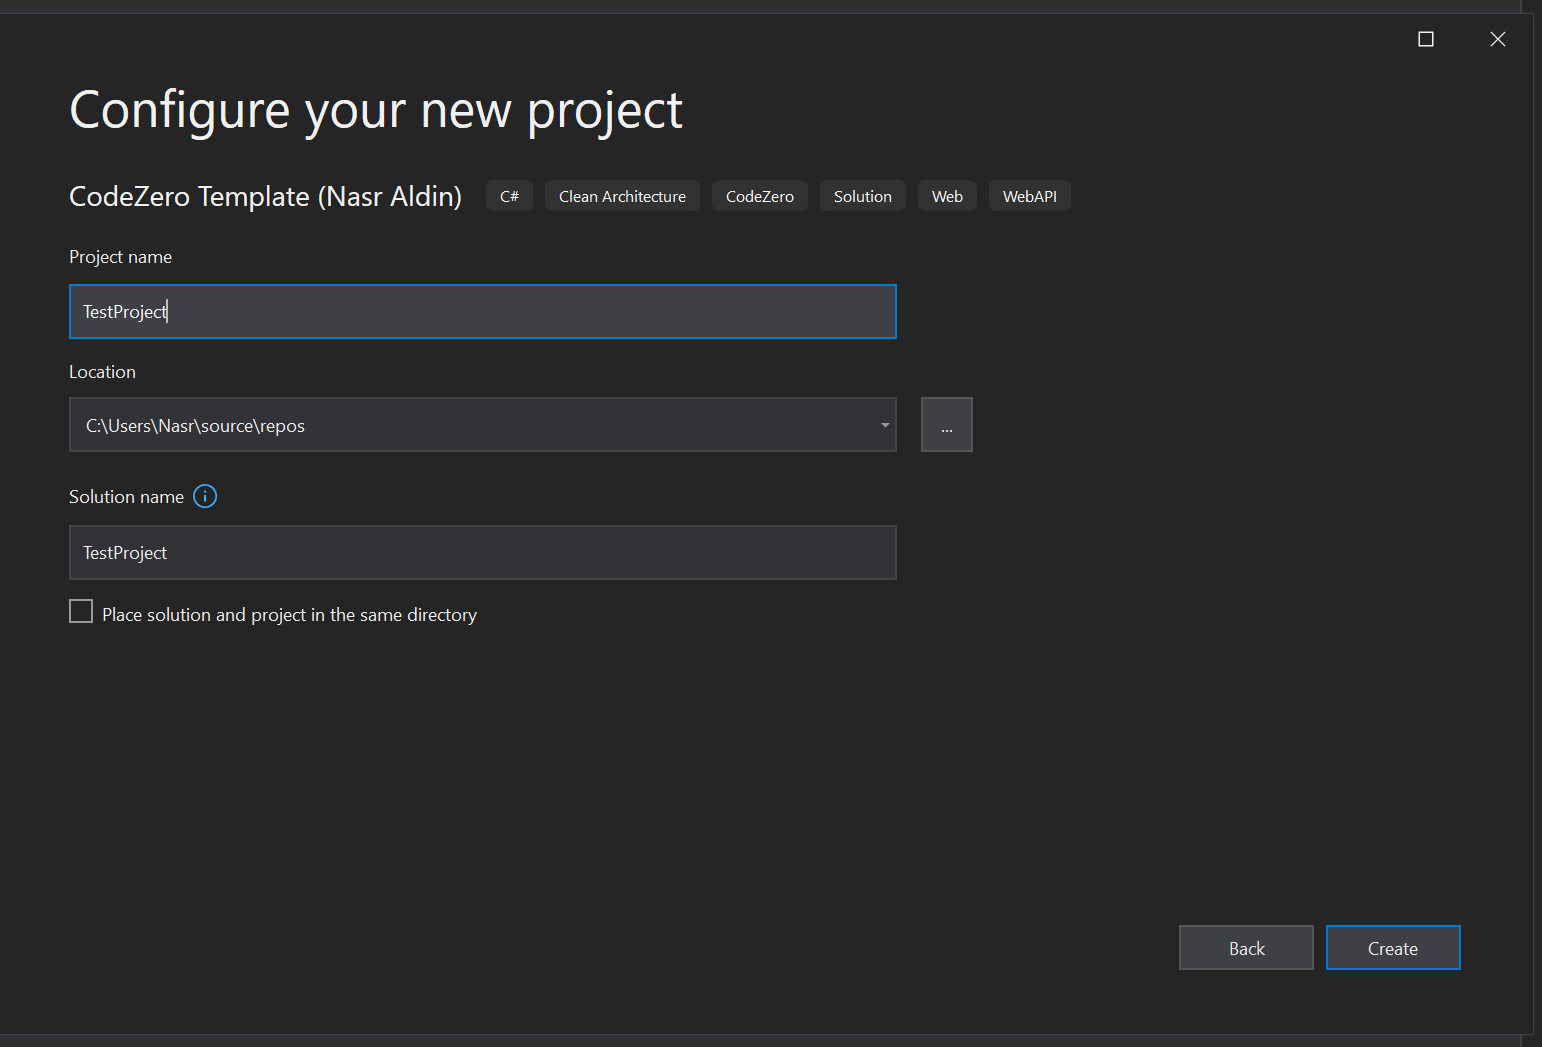 Configure your new project
CodeZero Template (Nasr Aldin) C# Clean Architecture CodeZero Solution Web WebAPI
Project name
TestProject
Location
C:\Users\Nasr\source\repos
...
Solution name
TestProject
Place solution and project in the same directory
Back Create